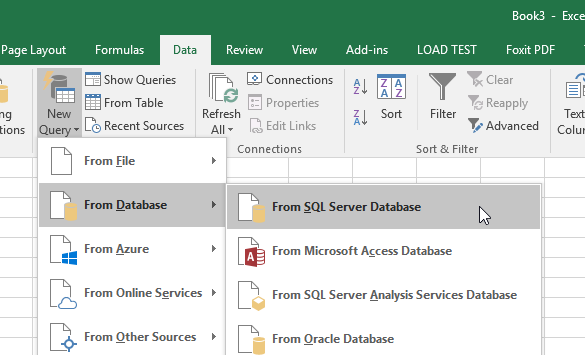 Book3 - Exce
Page Layout Formulas Data Review View Add-ins LOAD TEST Foxit PDF
New Query
Show Queries
From Table
Recent Sources
Refresh All
Connections
Properties
Edit Links
Connections
Sort
Filter
Clear
Reapply
Advanced
Sort & Filter
Text
Colum
From File
From Database
From Azure
From Online Services
From Other Sources
From SQL Server Database
From Microsoft Access Database
From SQL Server Analysis Services Database
From Oracle Database